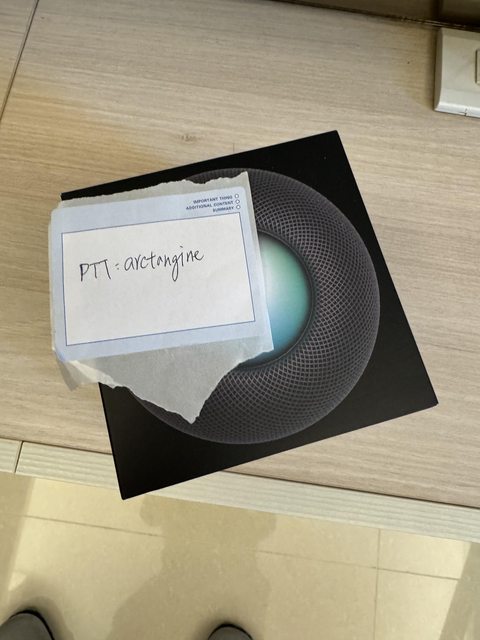 IMPORTANT THING
ADDITIONAL CONTENT
SUMMARY
PTT : arctangine